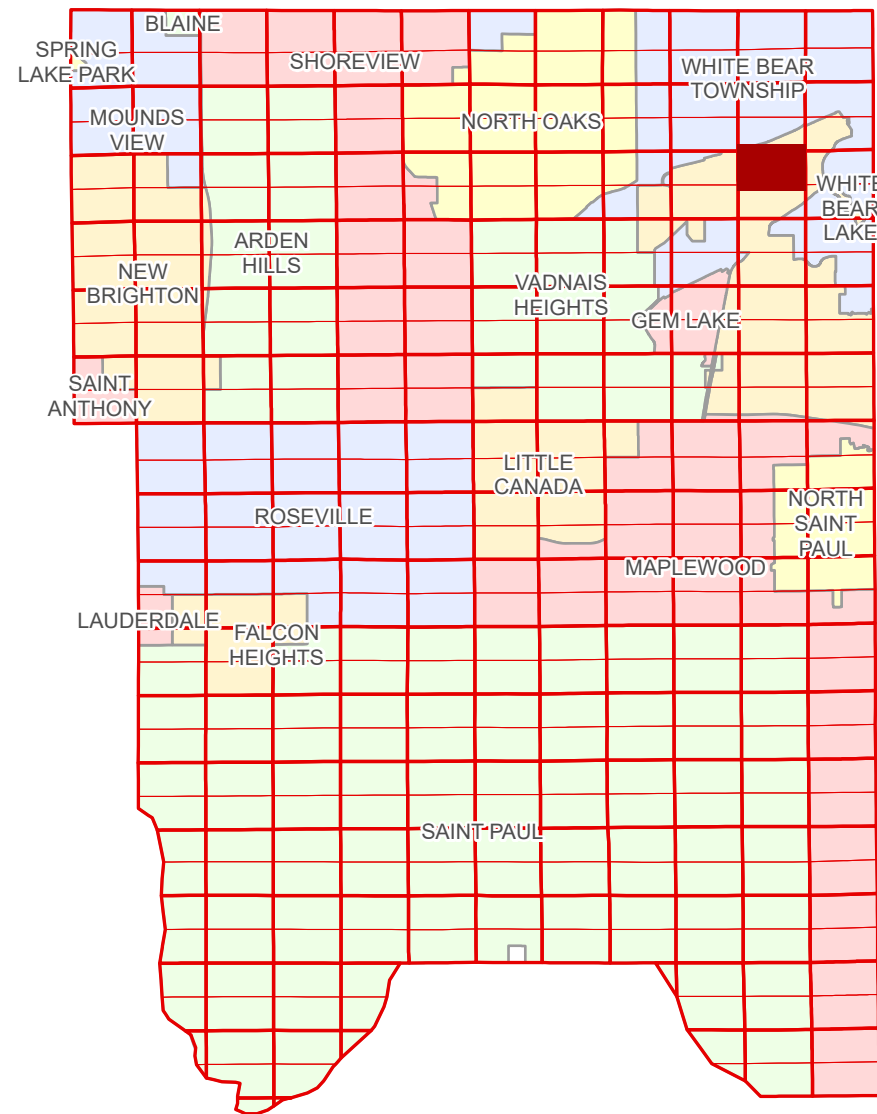 BLAINE
SPRING
LAKE PARK
SHOREVIEW
WHITE BEAR
TOWNSHIP
MOUNDS
VIEW
NORTH OAKS
WHITE
BEAR
LAKE
ARDEN
HILLS
NEW
BRIGHTON
VADNAIS
HEIGHTS
GEM LAKE
SAINT
ANTHONY
LITTLE
CANADA
NORTH
SAINT
PAUL
ROSEVILLE
MAPLEWOOD
LAUDERDALE
FALCON
HEIGHTS
SAINT PAUL